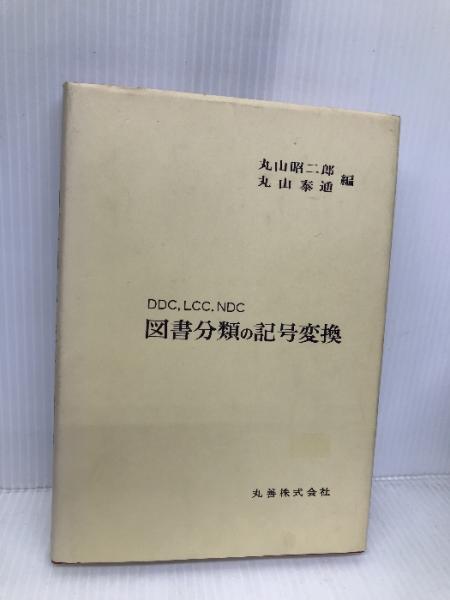 丸山昭二郎
丸山泰通 編
DDC, LCC, NDC
図書分類の記号変換
丸善株式会社